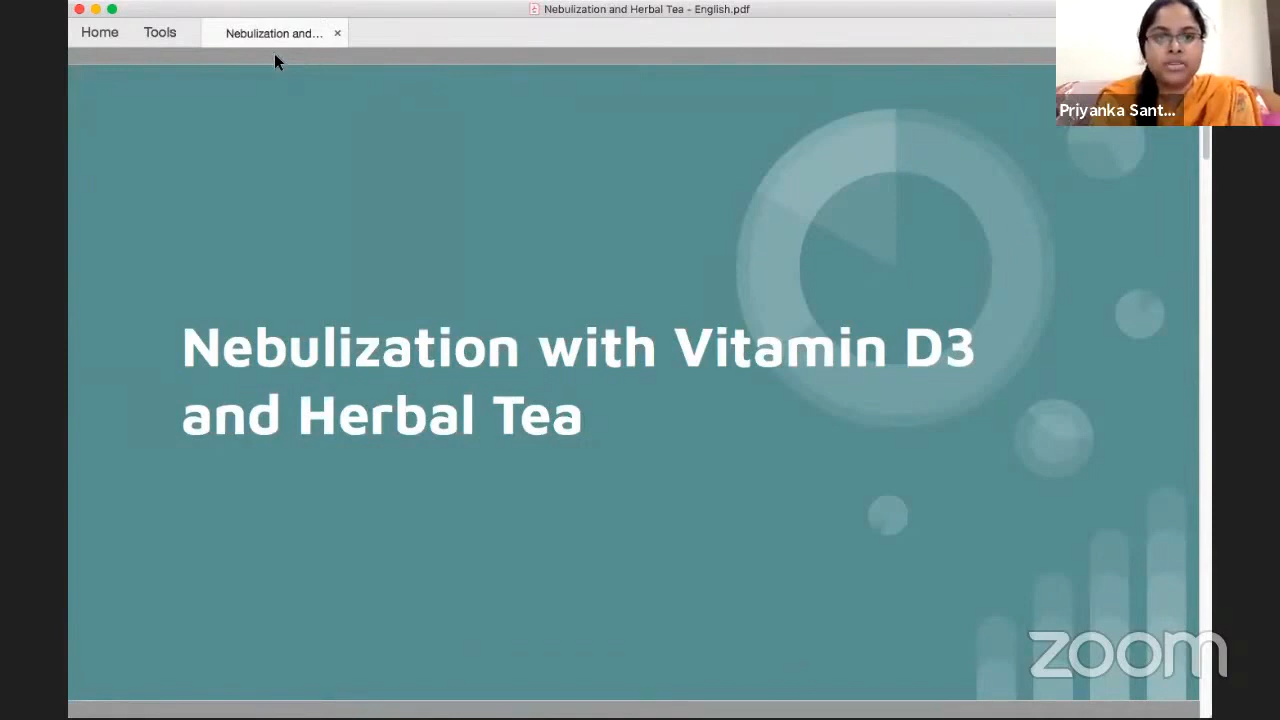 Nebulization and Herbal Tea - English.pdf
Home Tools Nebulization and... ×
Priyanka Sant...
Nebulization with Vitamin D3
and Herbal Tea
zoom